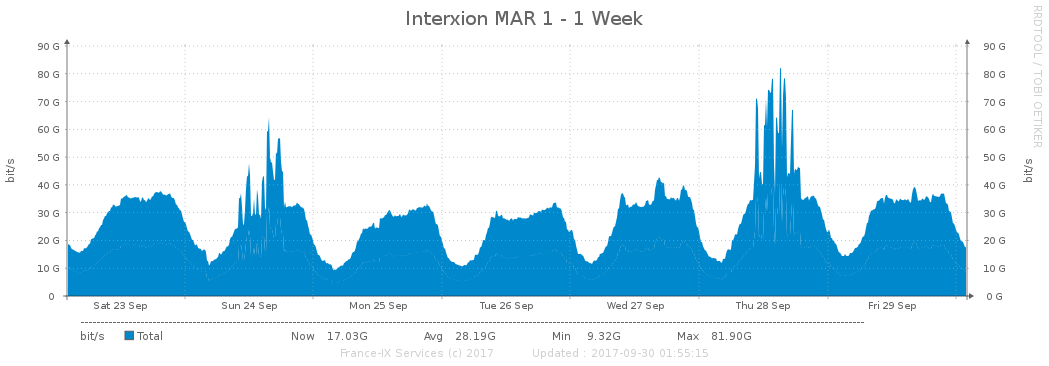 Interxion MAR 1 - 1 Week
RRDTOOL / TOBI OETIKER
90 G 90 G
80 G 80 G
70 G 70 G
60 G 60 G
50 G 50 G
40 G 40 G
30 G 30 G
20 G 20 G
10 G 10 G
0 0 G
bit/s bit/s
Sat 23 Sep Sun 24 Sep Mon 25 Sep Tue 26 Sep Wed 27 Sep Thu 28 Sep Fri 29 Sep
bit/s Total Now 17.03G Avg 28.19G Min 9.32G Max 81.90G
France-IX Services (c) 2017 Updated : 2017-09-30 01:55:15